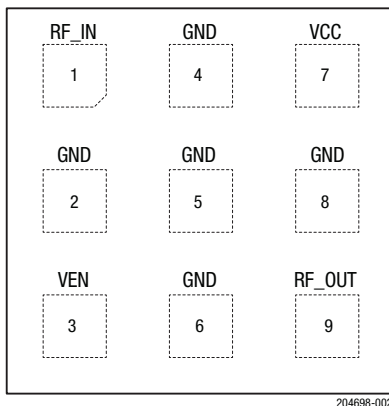 RF_IN GND VCC
1 4 7
GND GND GND
2 5 8
VEN GND RF_OUT
3 6 9
204698-002